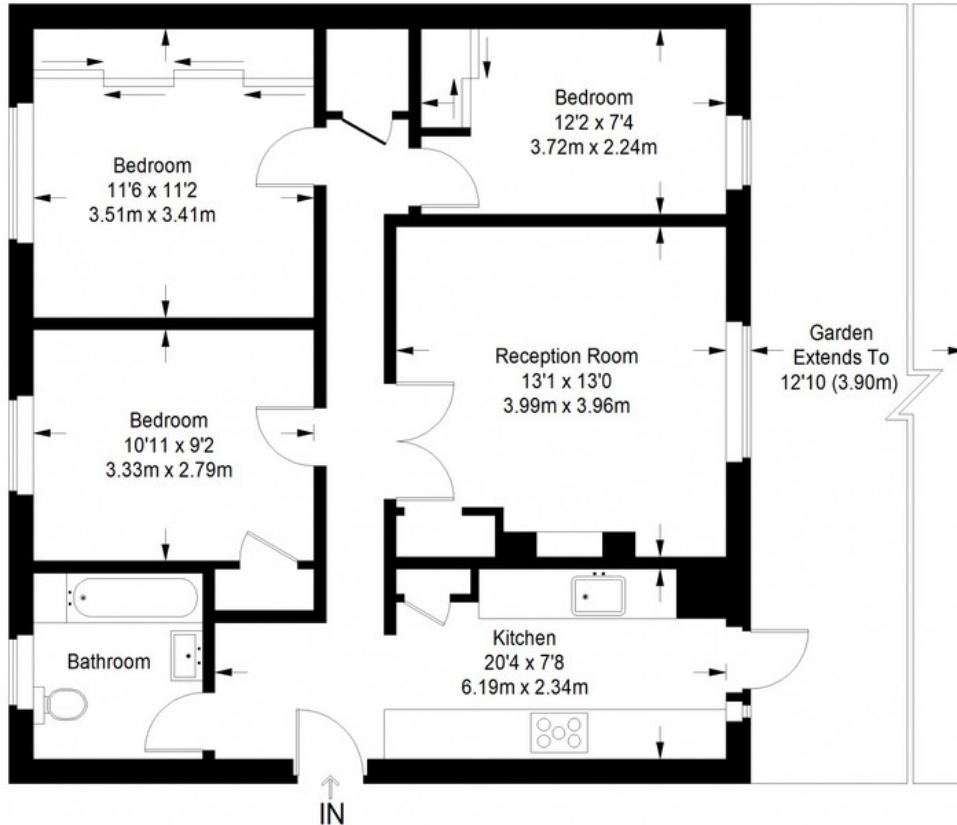 Bedroom
12'2 x 7'4
3.72m x 2.24m
Bedroom
11'6 x 11'2
3.51m x 3.41m
Reception Room
13'1 x 13'0
3.99m x 3.96m
Garden
Extends To
12'10 (3.90m)
Bedroom
10'11 x 9'2
3.33m x 2.79m
Bathroom
Kitchen
20'4 x 7'8
6.19m x 2.34m
IN